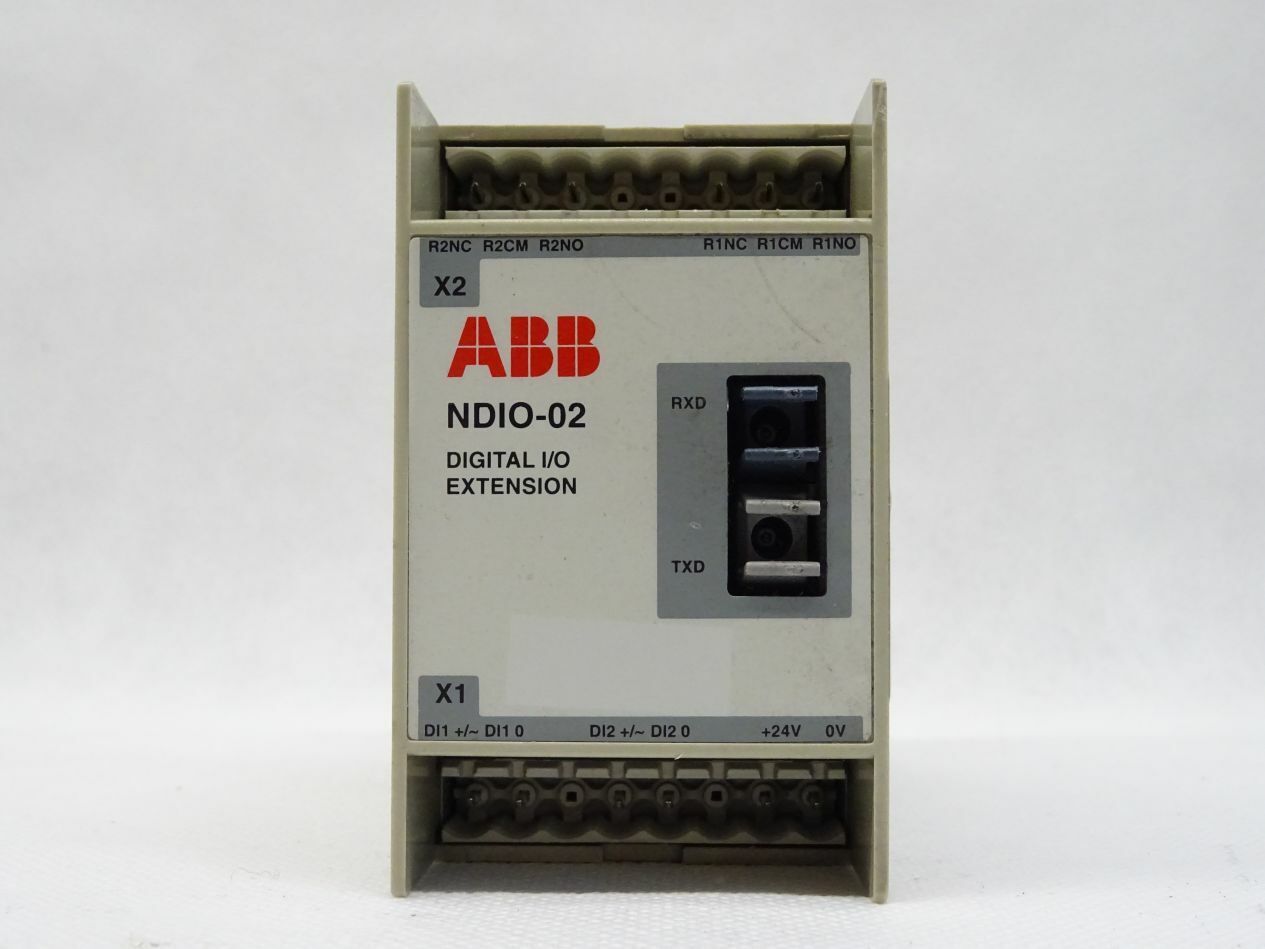 R2NC R2CM R2NO R1NC R1CM R1NO
X2
ABB
NDIO-02
DIGITAL I/O
EXTENSION
RXD
TXD
X1
DI1 +/~ DI1 0 DI2 +/~ DI2 0 +24V 0V